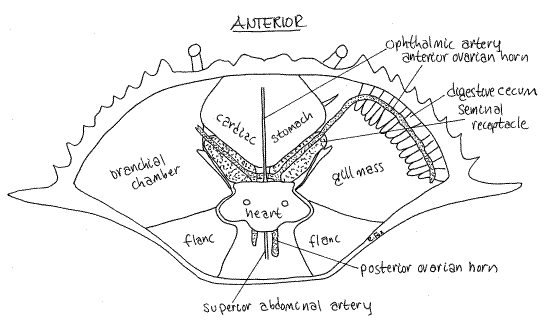 ANTERIOR
Ophthalmic artery
anterior ovarian horn
digestive cecum
seminal
receptacle
cardiac
stomach
branchial
chamber
gill mass
heart
flanc
flanc
posterior ovarian horn
superior abdominal artery